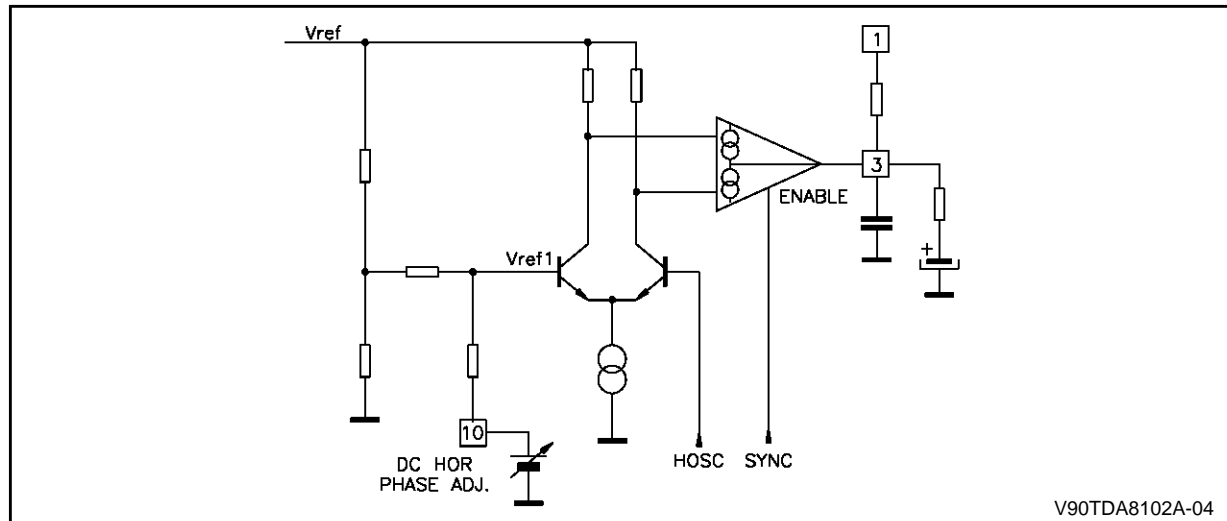 Vref
1
3
ENABLE
+
Vref1
10
DC HOR
PHASE ADJ.
HOSC SYNC
V90TDA8102A-04